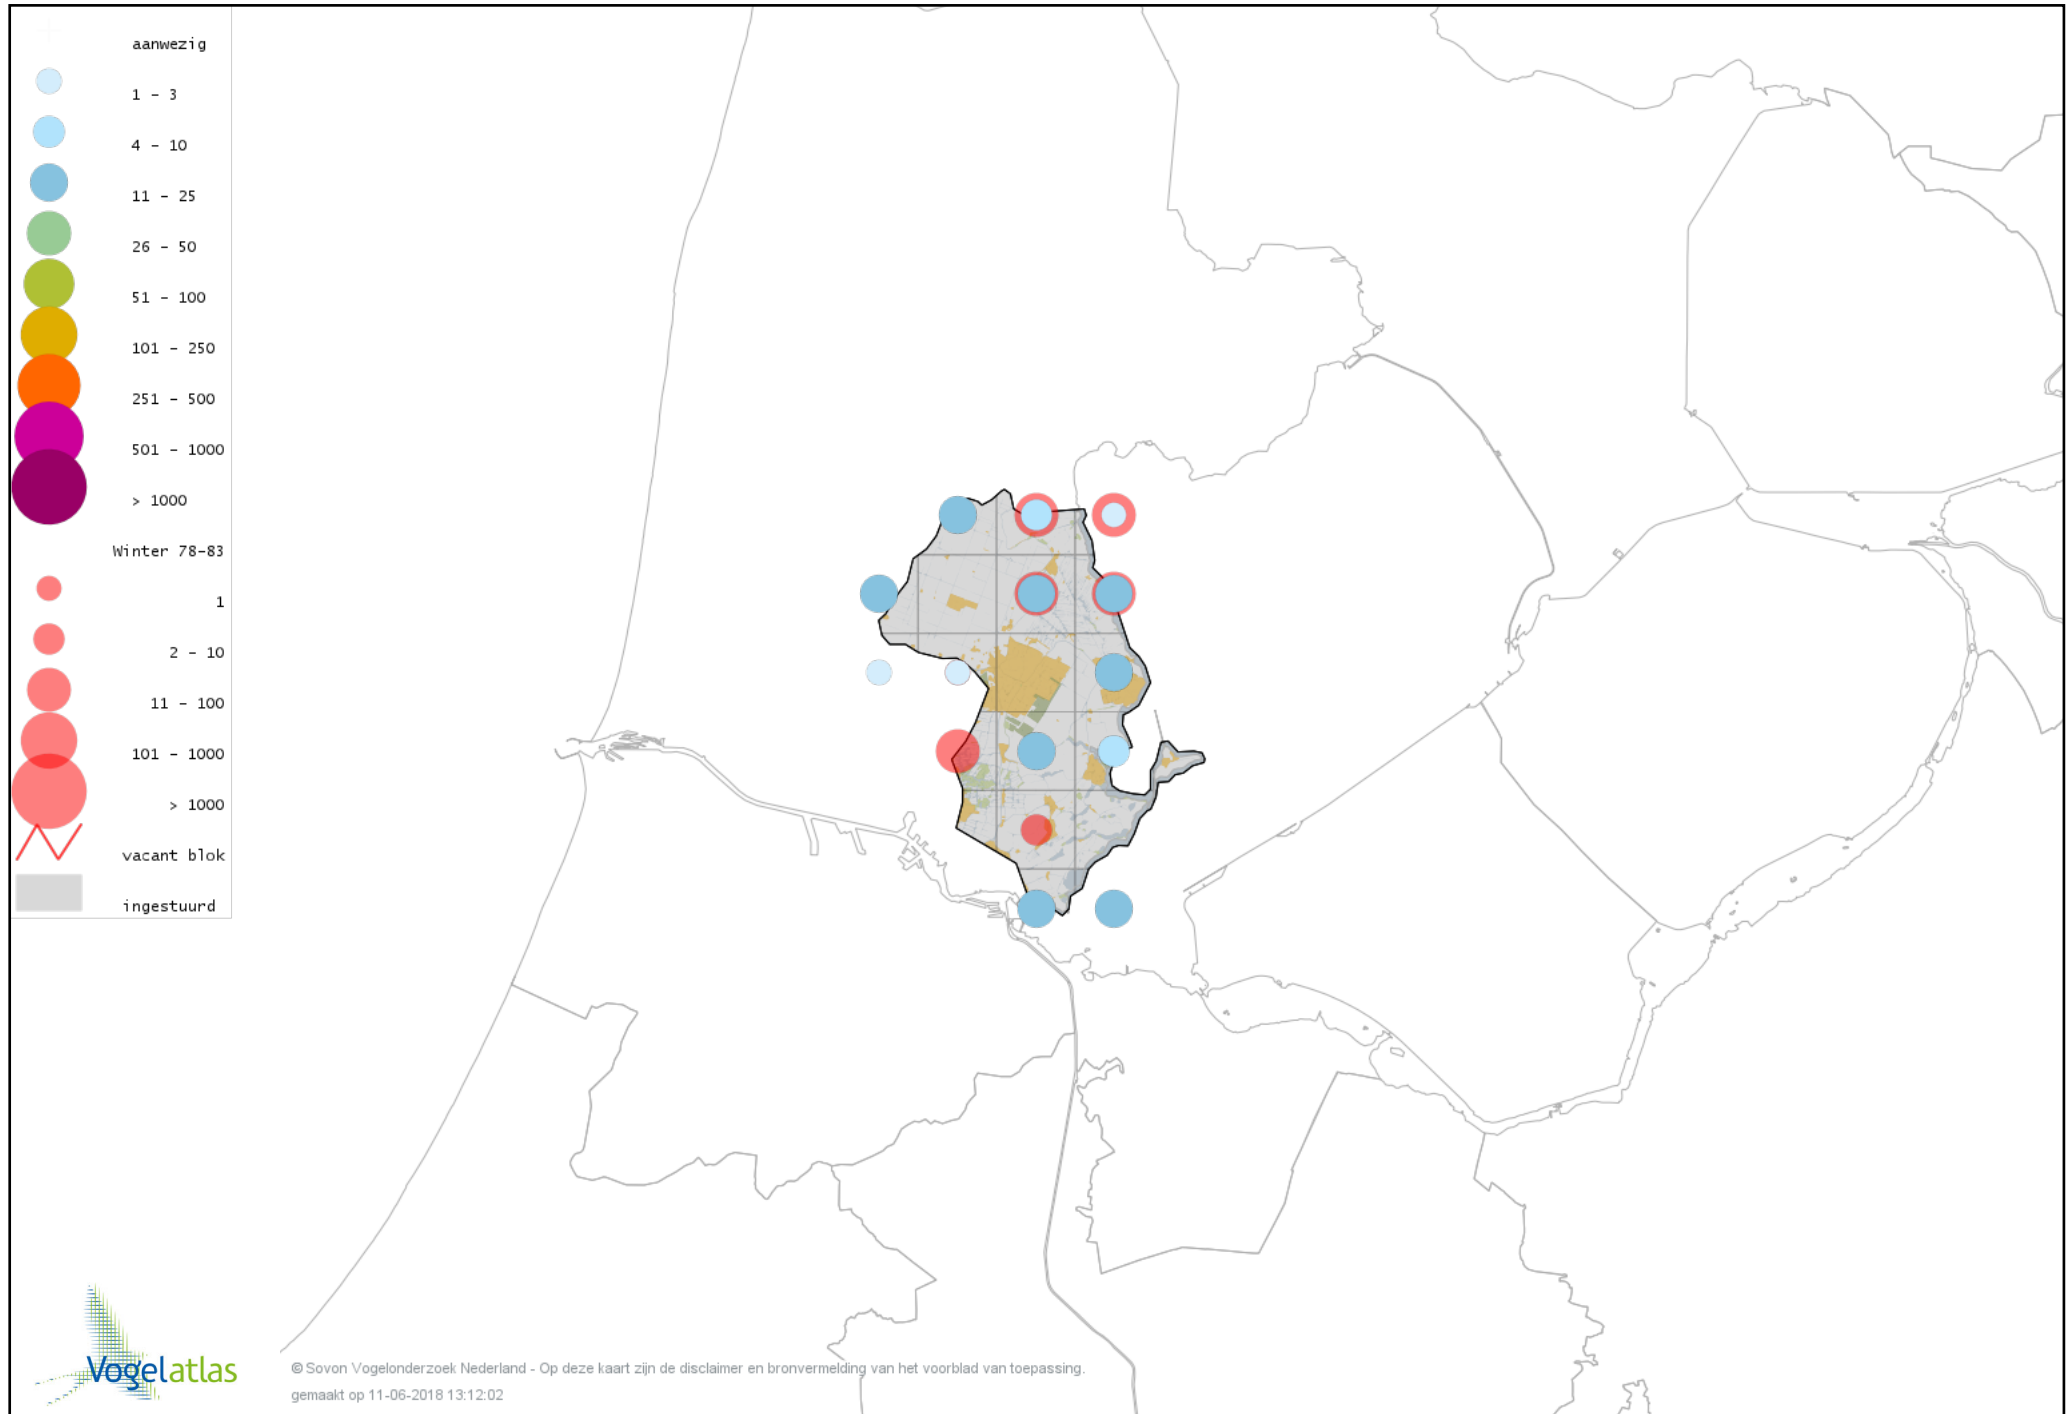 aanwezig
1 - 3
4 - 10
11 - 25
26 - 50
51 - 100
101 - 250
251 - 500
501 - 1000
> 1000
Winter 78-83
1
2 - 10
11 - 100
101 - 1000
> 1000
vacant blok
ingestuurd
Vogelatlas
© Sovon Vogelonderzoek Nederland - Op deze kaart zijn de disclaimer en bronvermelding van het voorblad van toepassing.
gemaakt op 11-06-2018 13:12:02